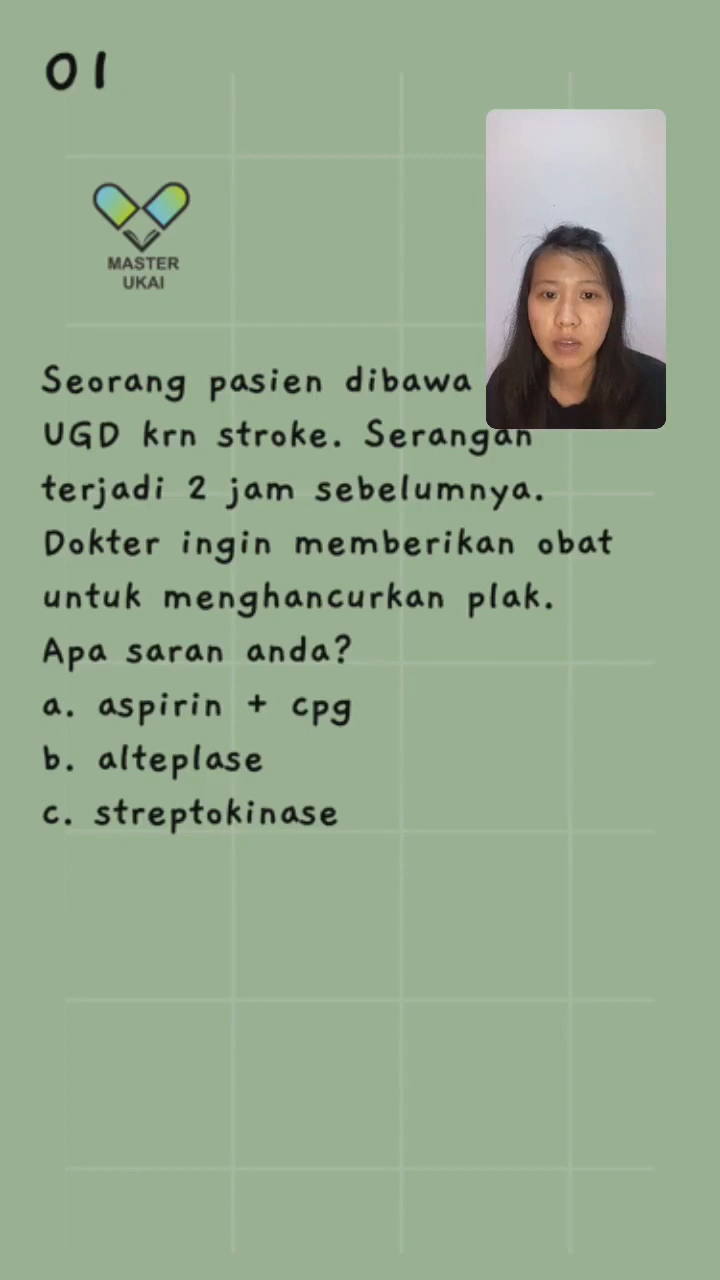 01
MASTER
UKAI
Seorang pasien dibawa
UGD krn stroke. Serangan
terjadi 2 jam sebelumnya.
Dokter ingin memberikan obat
untuk menghancurkan plak.
Apa saran anda?
a. aspirin + cpg
b. alteplase
c. streptokinase